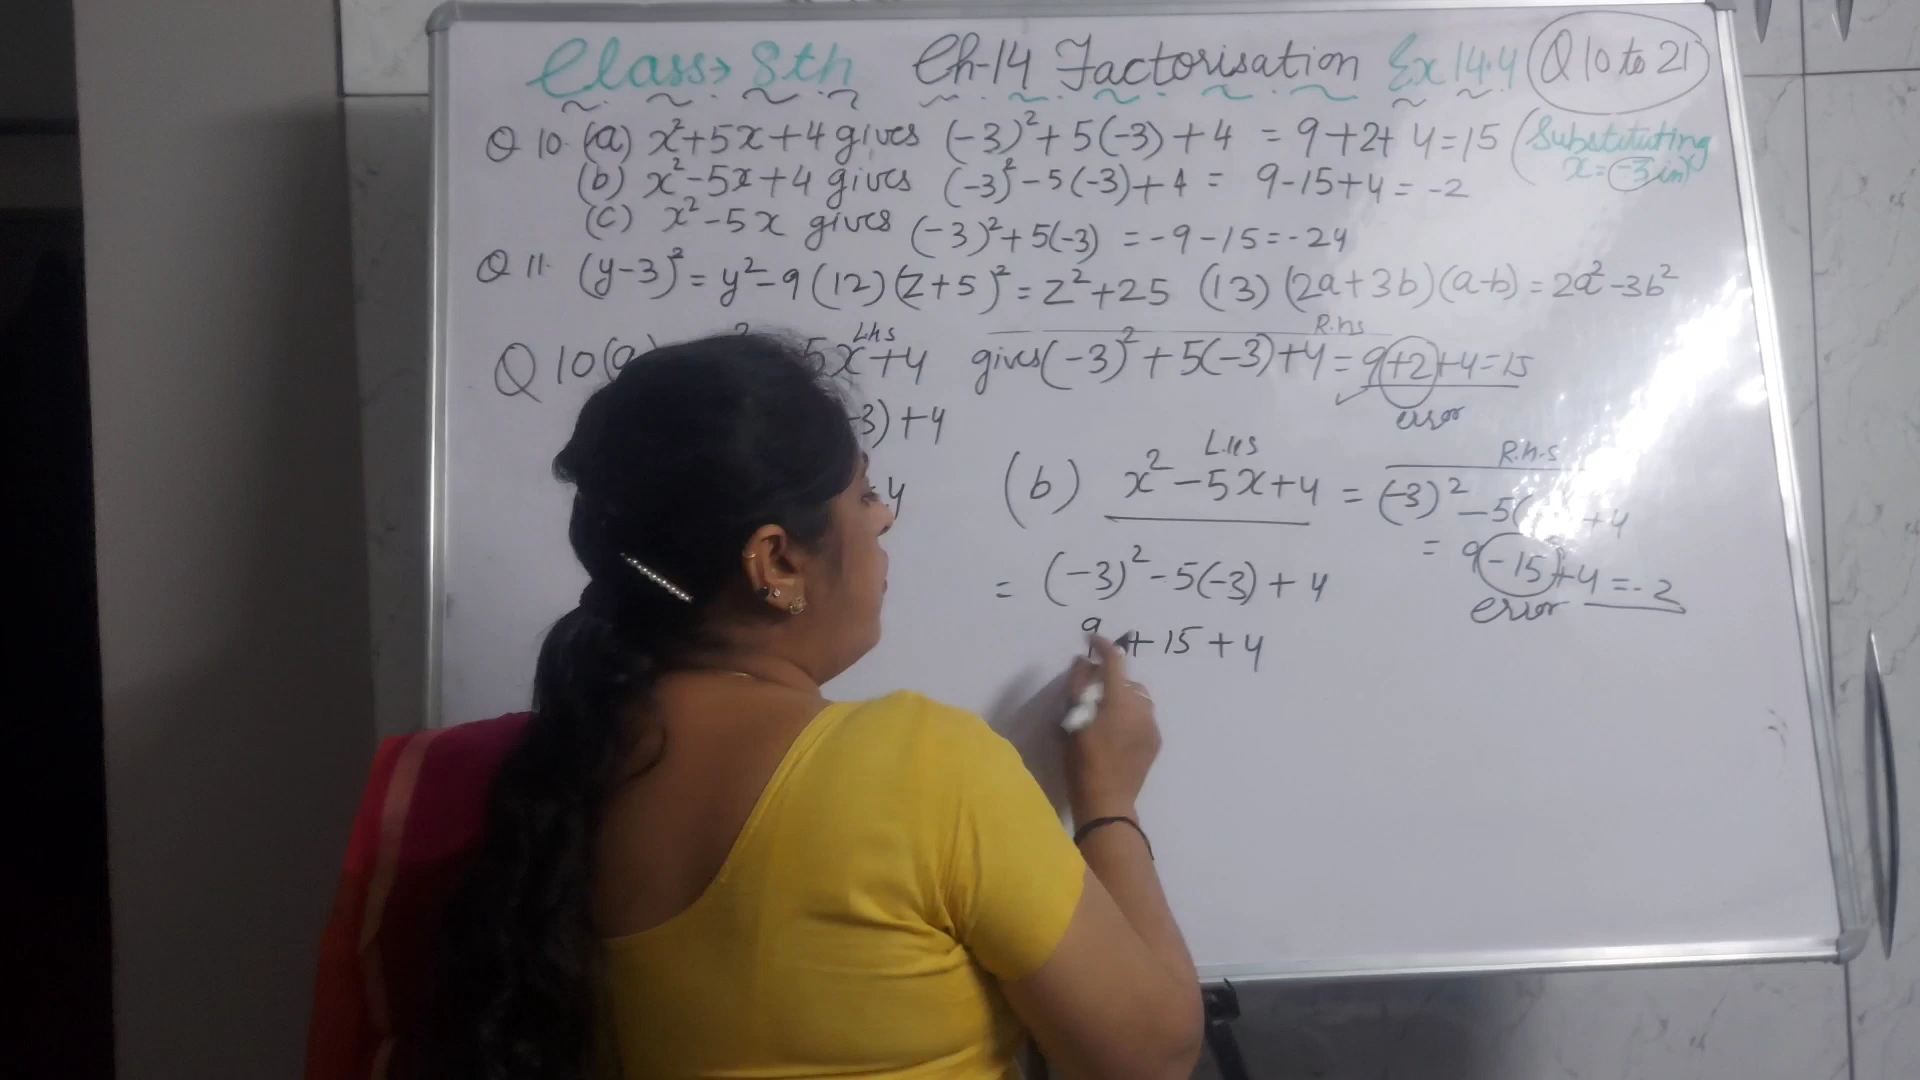 Class→ 8th Ch-14 Factorisation Ex 14.4 Q 10 to 21
Q 10. (a) x²+5x+4 gives (-3)²+5(-3)+4 = 9+2+4=15 (Substituting
x=-3 in)
(b) x²-5x+4 gives (-3)²-5(-3)+4 = 9-15+4 = -2
(c) x²-5x gives (-3)²+5(-3) = -9-15=-24
Q 11. (y-3)²=y²-9 (12) (z+5)²=z²+25 (13) (2a+3b)(a-b)=2a²-3b²
L.h.s R.hs
Q 10(a) 5x+4 gives (-3)²+5(-3)+4=9+2+4=15
error
-3)+4
4
L.H.S R.h.s
(b) x²-5x+4 = (-3)²-5( +4
= 9-15+4=-2
error
= (-3)²-5(-3)+4
9+15+4